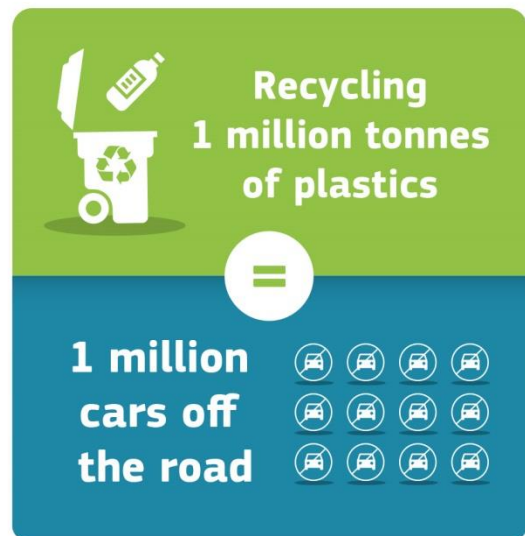 Recycling
1 million tonnes
of plastics
=
1 million
cars off
the road